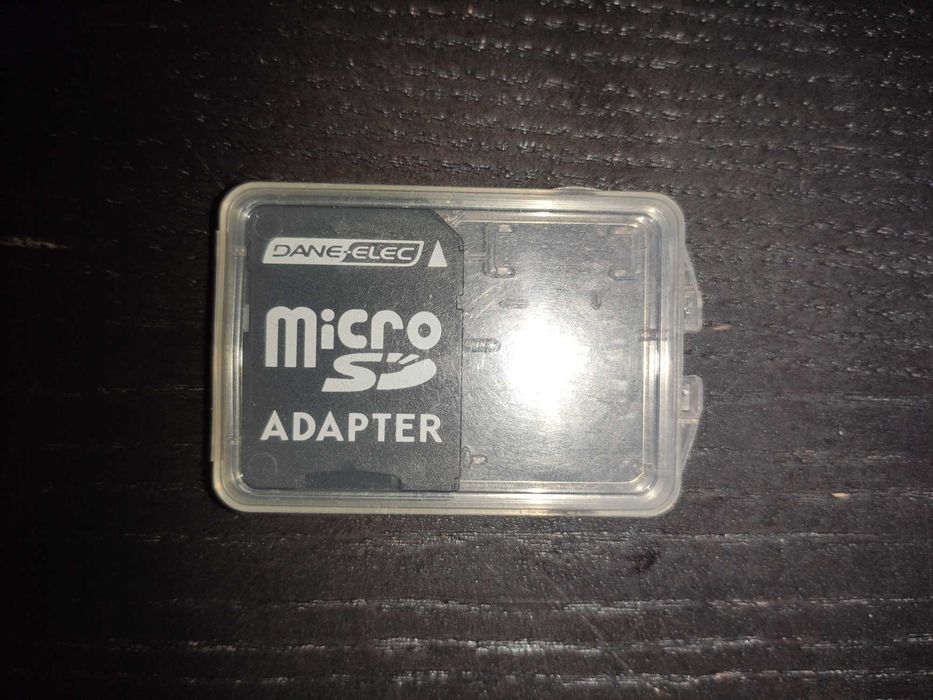 DANE-ELEC
micro
SD
ADAPTER